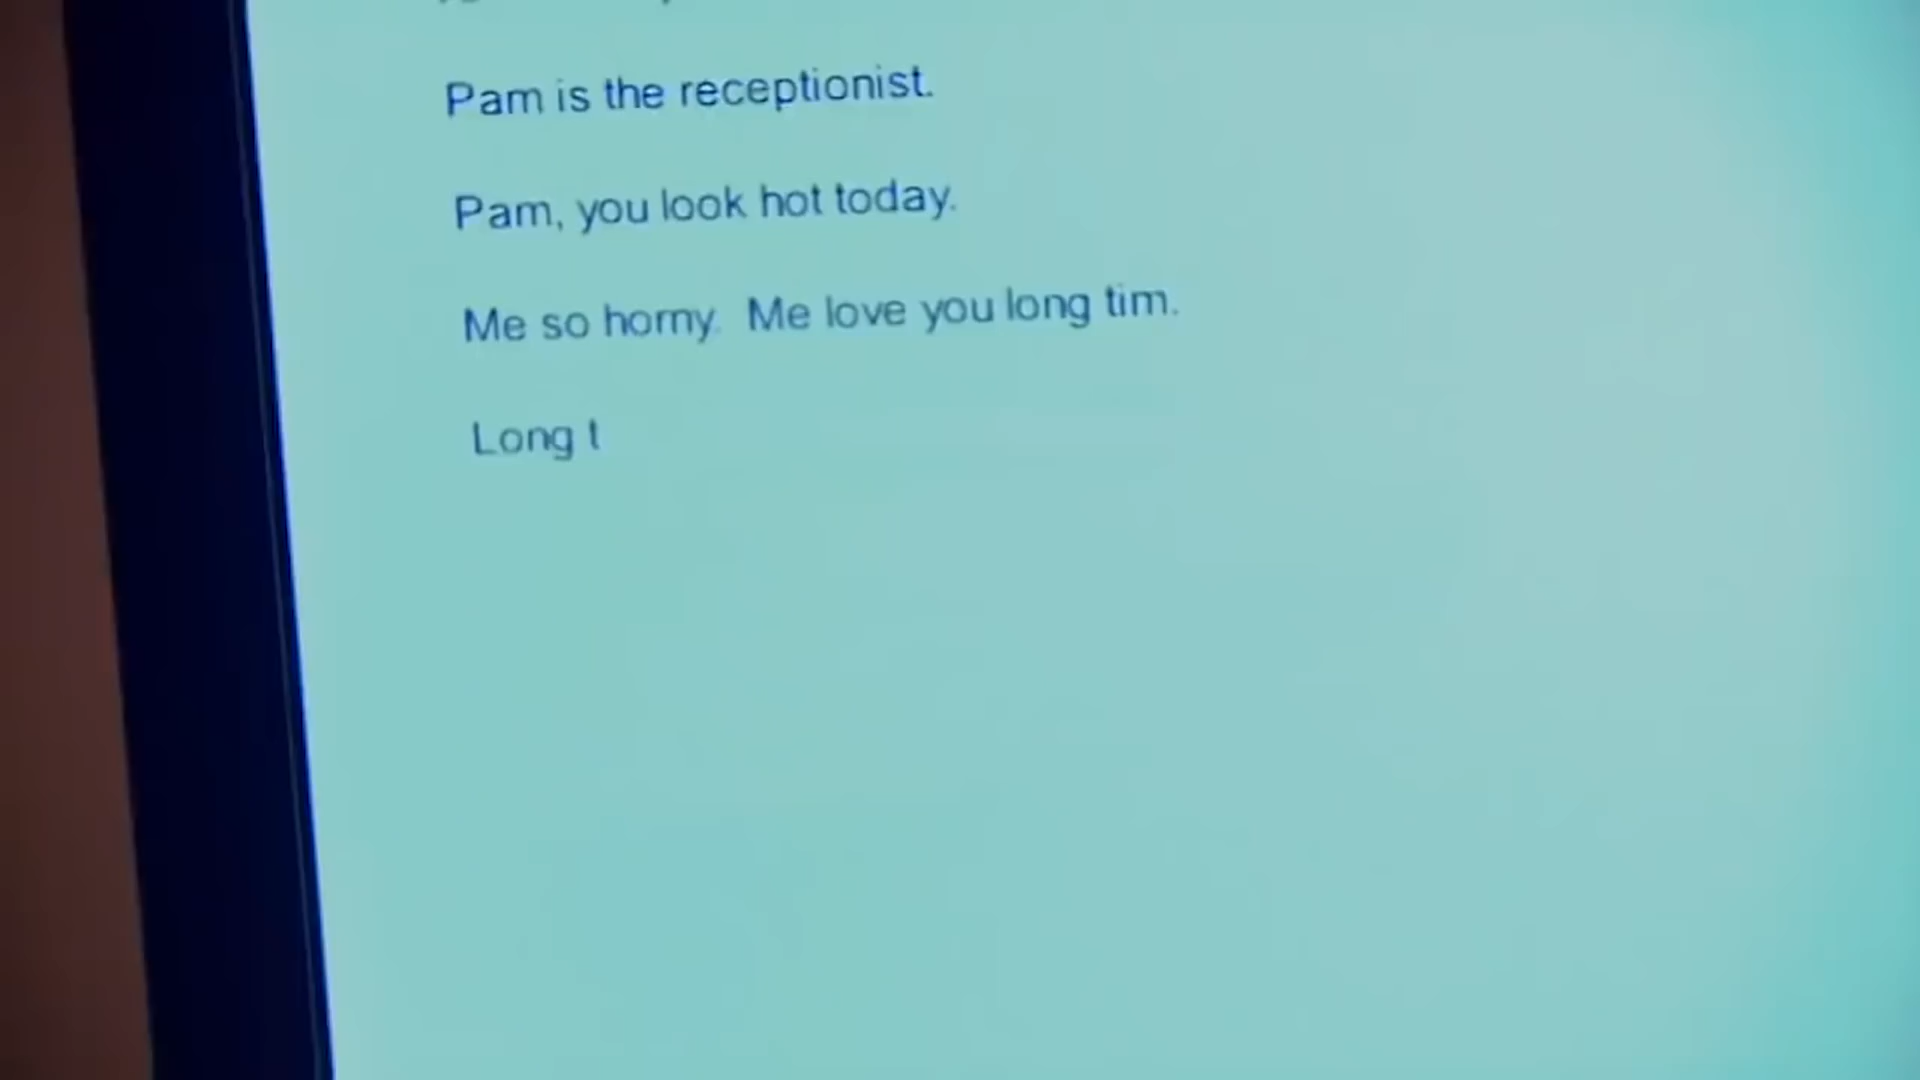 Pam is the receptionist.
Pam, you look hot today.
Me so horny. Me love you long tim.
Long t